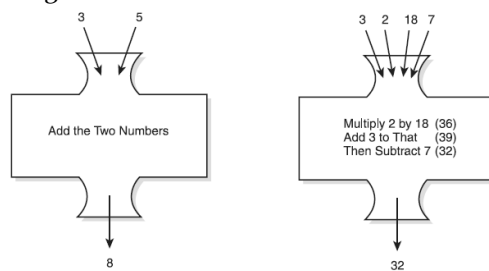 3 5
Add the Two Numbers
8
3 2 18 7
Multiply 2 by 18 (36)
Add 3 to That (39)
Then Subtract 7 (32)
32